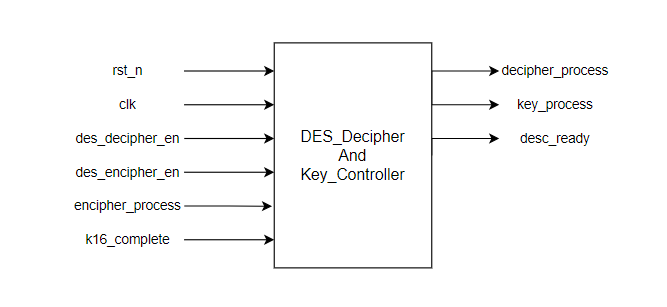 rst_n
clk
des_decipher_en
des_encipher_en
encipher_process
k16_complete
DES_Decipher
And
Key_Controller
decipher_process
key_process
desc_ready